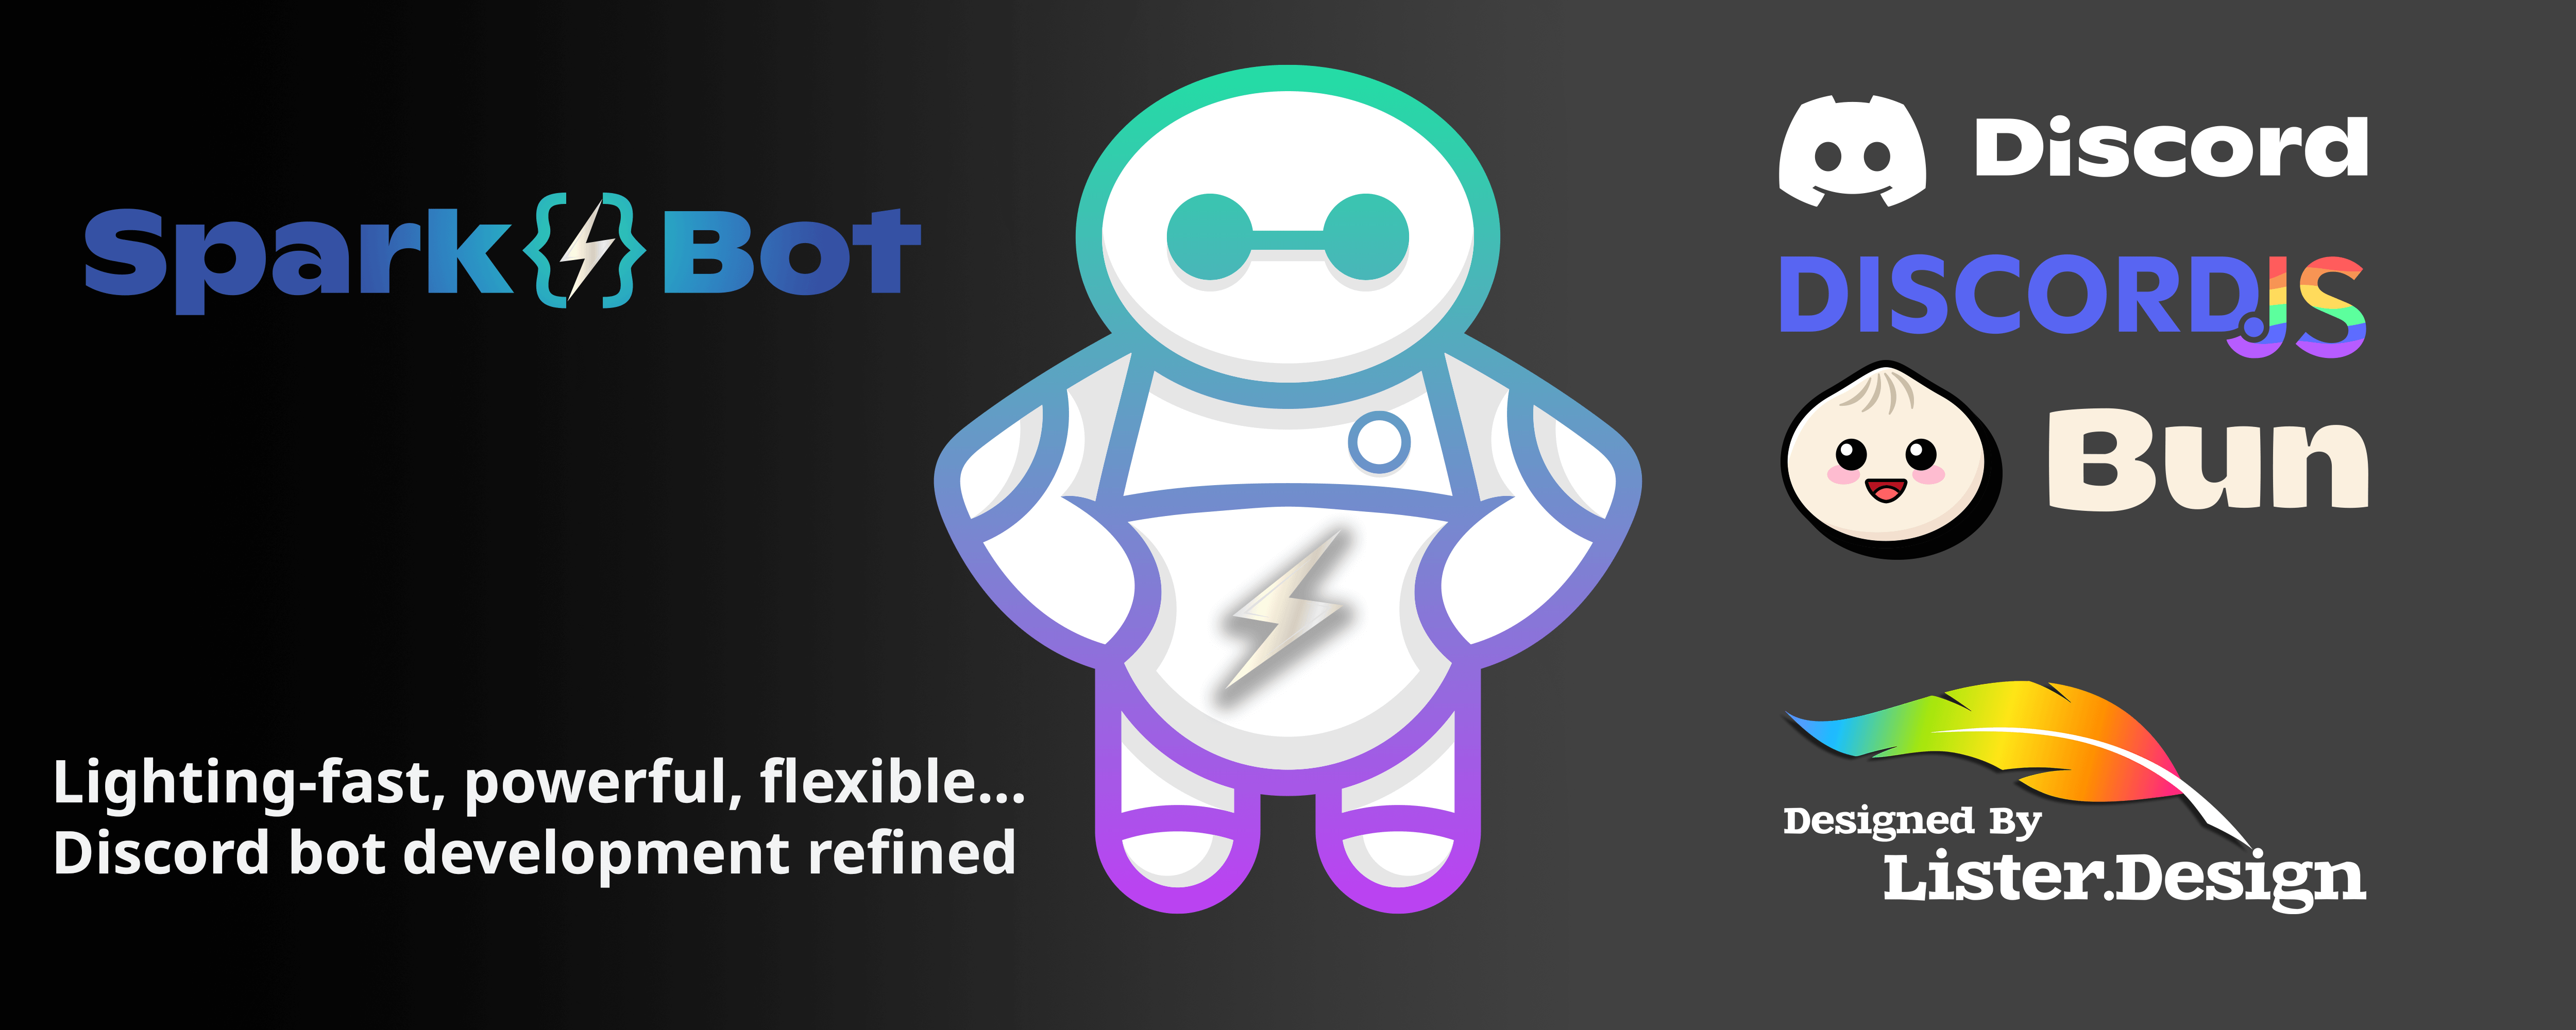 Spark{}Bot
Lighting-fast, powerful, flexible...
Discord bot development refined
Discord
DISCORD.JS
Bun
Designed By
Lister.Design